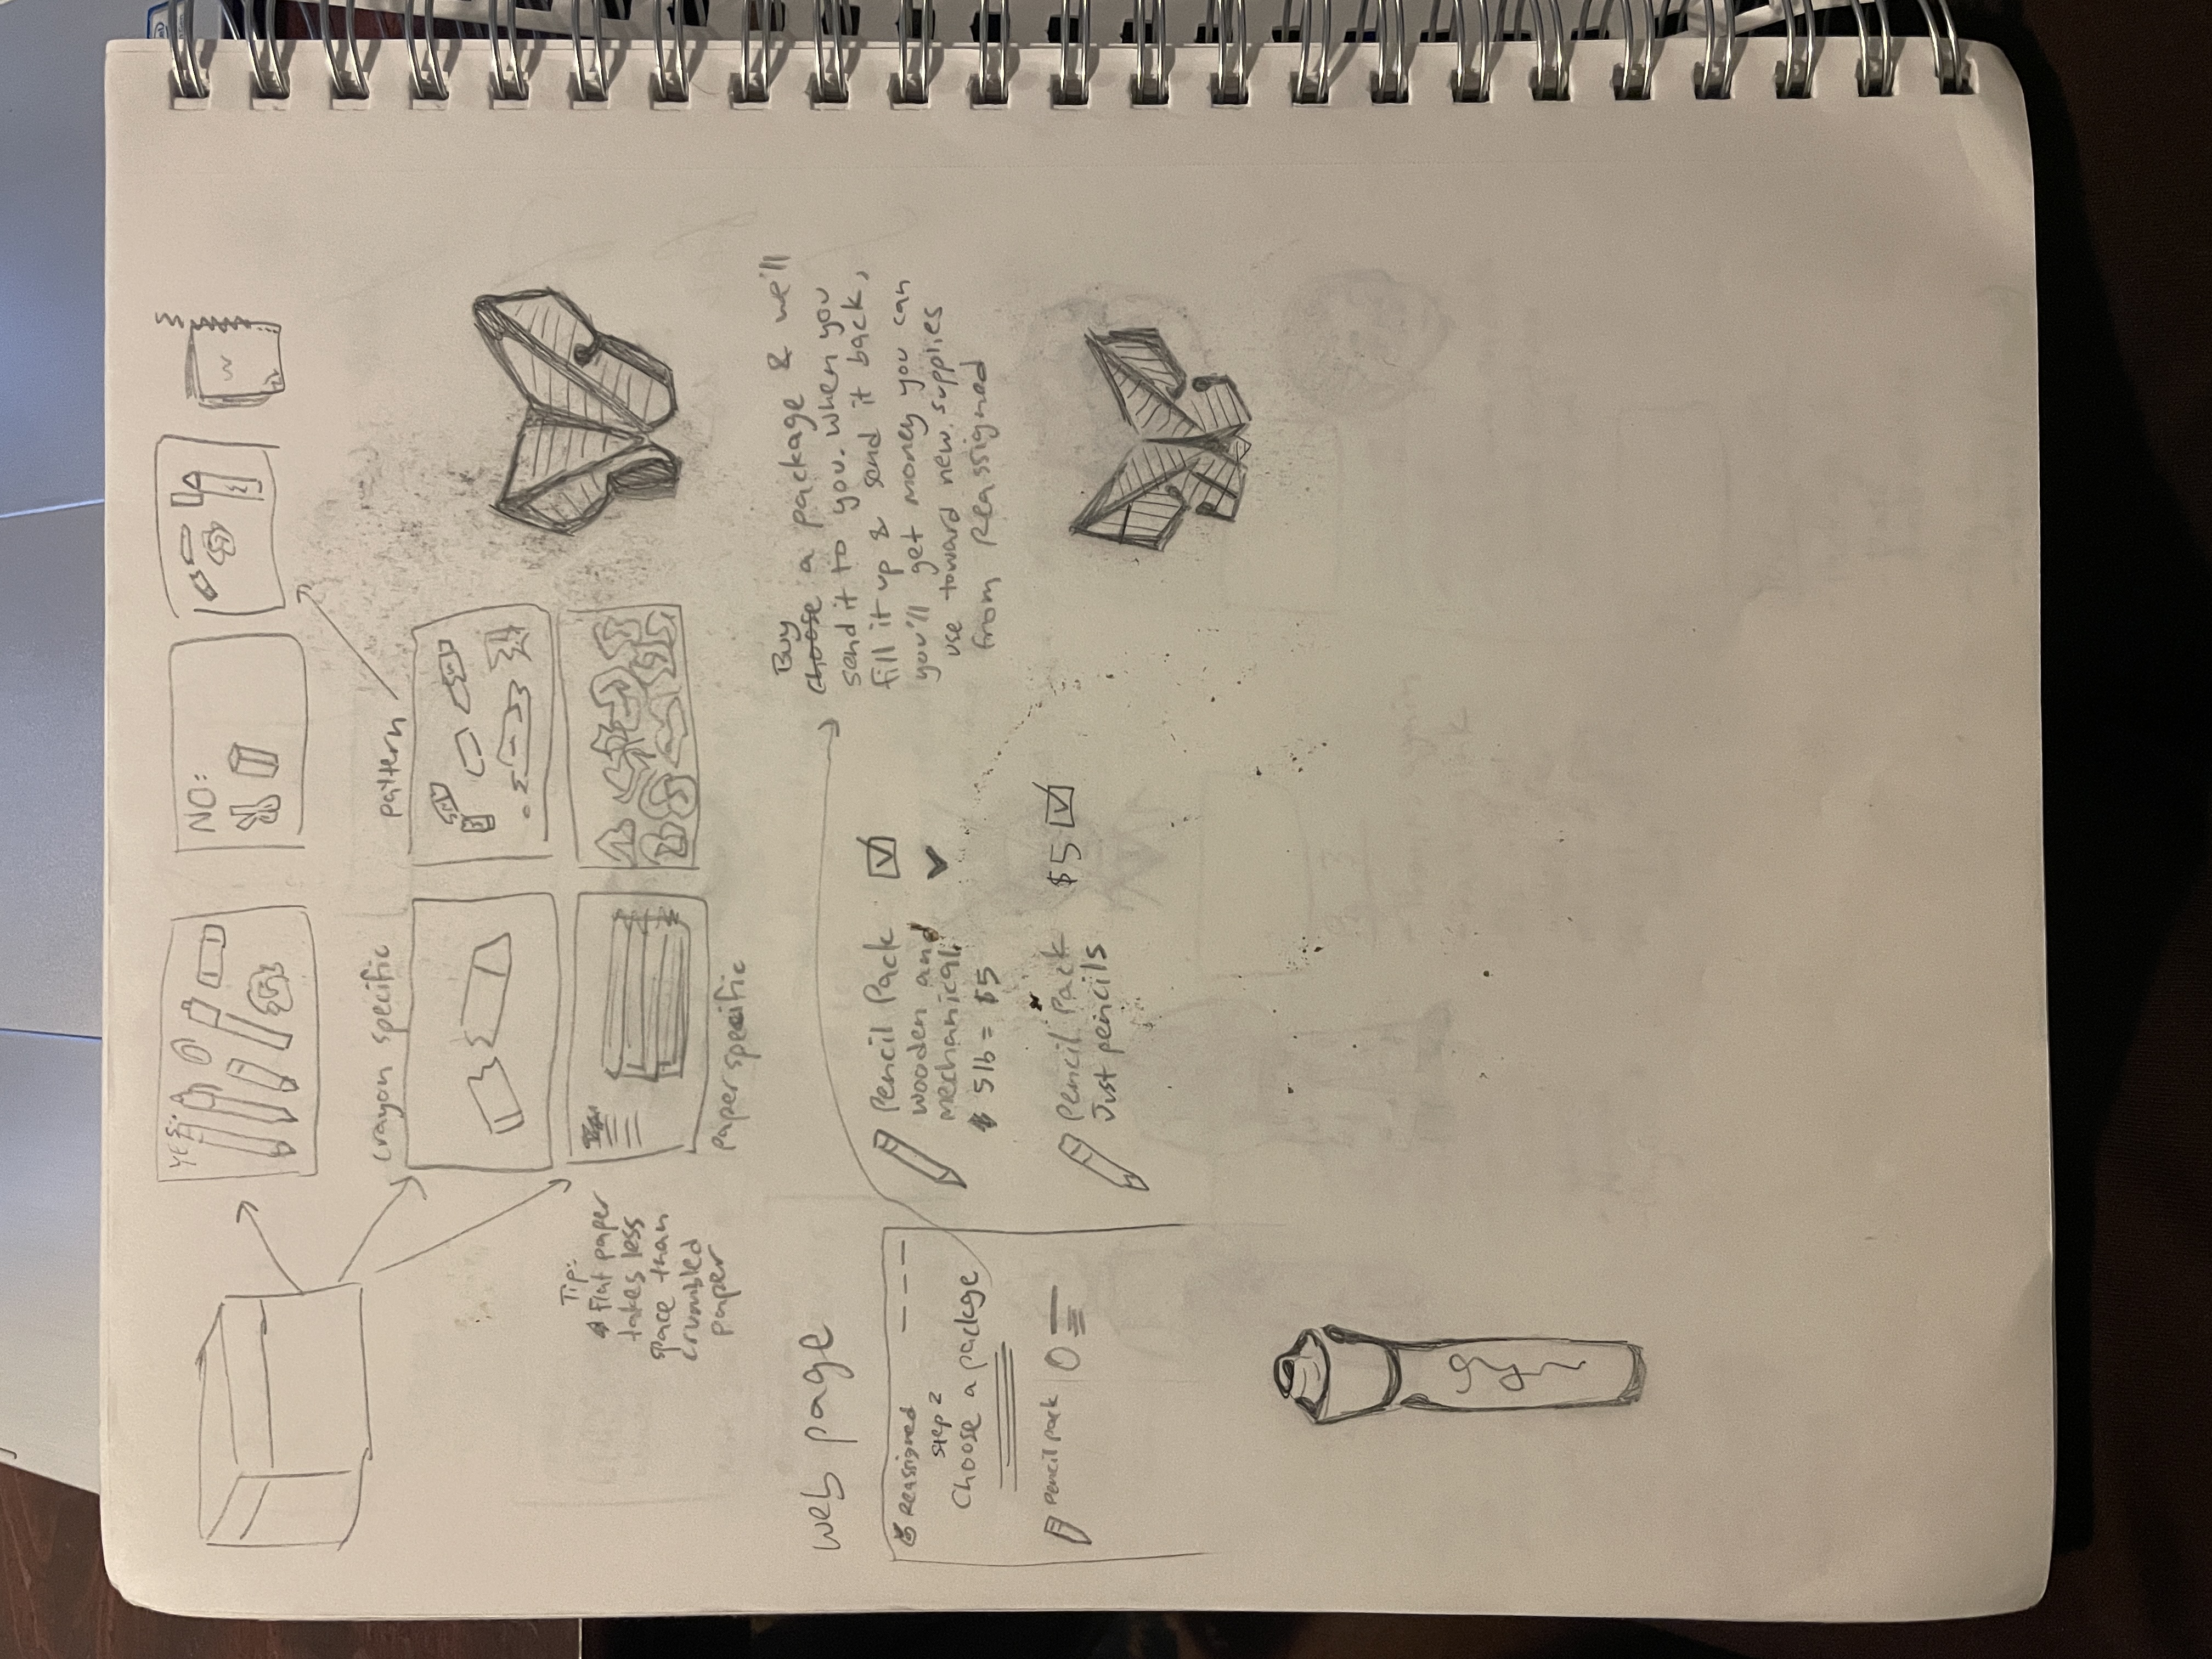 YES:
NO:
W
crayon specific
pattern
Tip:
flat paper
takes less
space than
crumbled
paper
paper specific
web page
Reassigned
step 2
Choose a packge
Pencil pack
Pencil Pack
wooden and
mechanical
5lb = $5
Pencil Pack $5
Just pencils
Buy
choose a package & we'll
send it to you. When you
fill it up & send it back,
you'll get money you can
use toward new supplies
from Reassigned